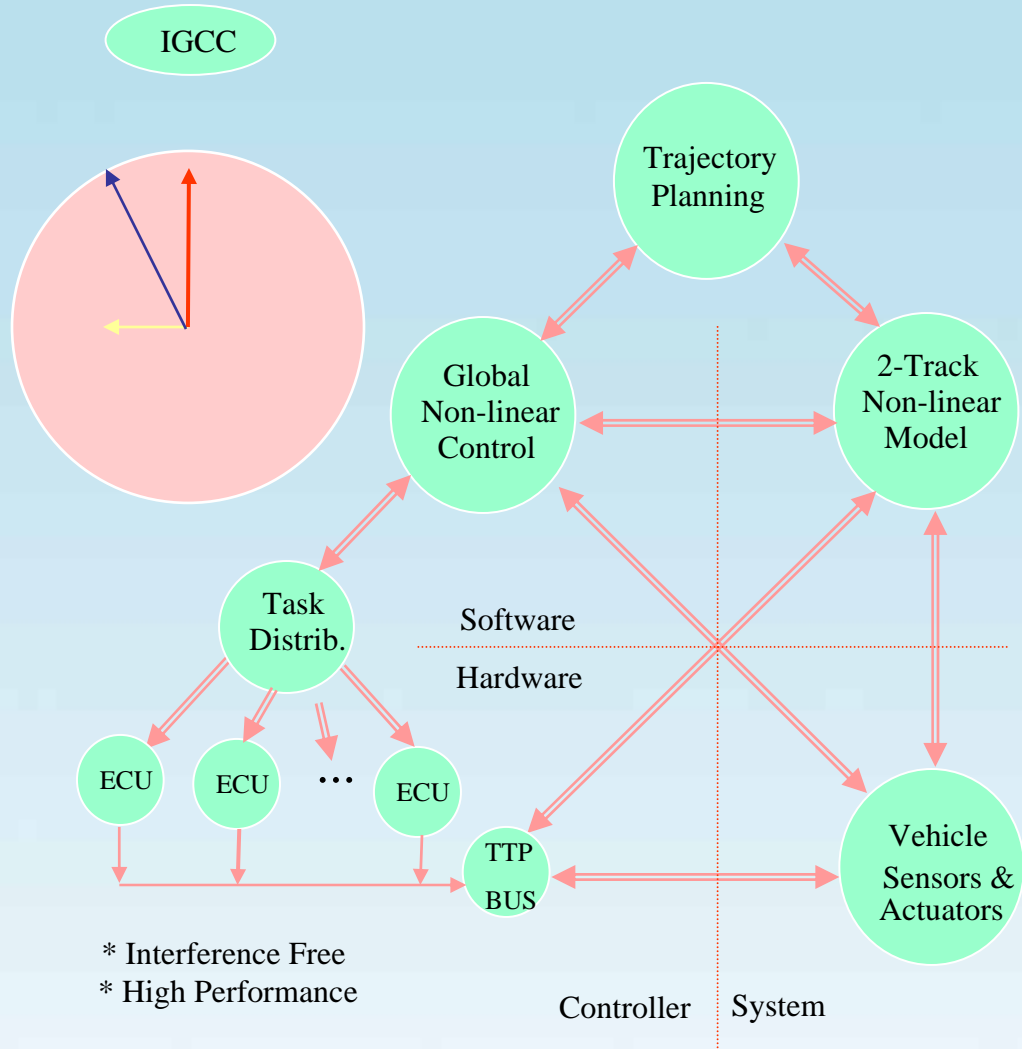 IGCC
Trajectory
Planning
Global
Non-linear
Control
2-Track
Non-linear
Model
Task
Distrib.
Software
Hardware
ECU
ECU
...
ECU
TTP
BUS
Vehicle
Sensors &
Actuators
* Interference Free
* High Performance
Controller
System